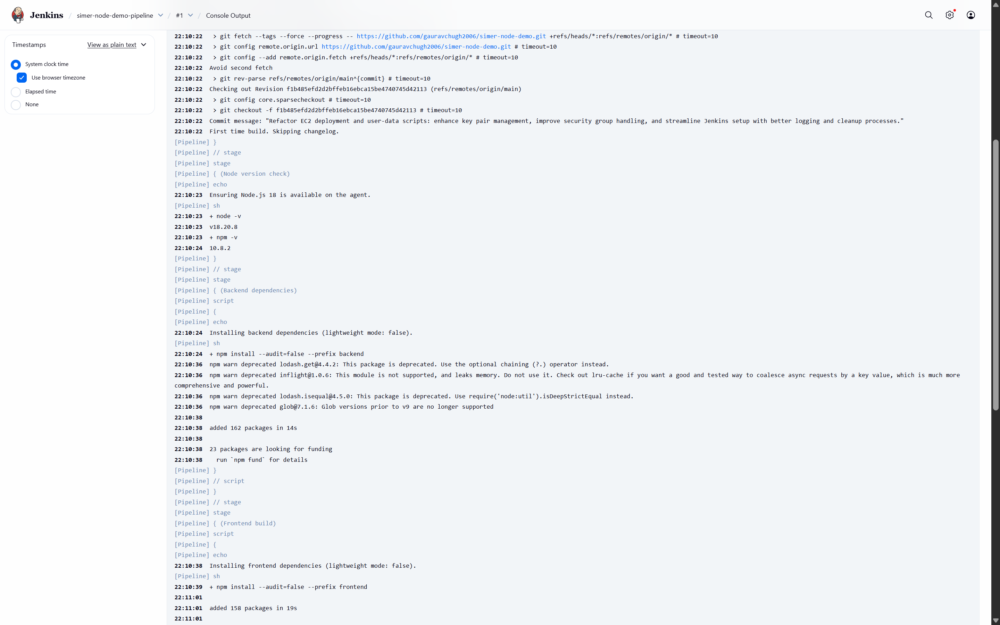 Jenkins / simer-node-demo-pipeline / #1 / Console Output
Timestamps View as plain text
System clock time
Use browser timezone
Elapsed time
None
22:10:22 > git fetch --tags --force --progress -- https://github.com/gauravchugh2006/simer-node-demo.git +refs/heads/*:refs/remotes/origin/* # timeout=10
22:10:22 > git config remote.origin.url https://github.com/gauravchugh2006/simer-node-demo.git # timeout=10
22:10:22 > git config --add remote.origin.fetch +refs/heads/*:refs/remotes/origin/* # timeout=10
22:10:22 Avoid second fetch
22:10:22 > git rev-parse refs/remotes/origin/main^{commit} # timeout=10
22:10:22 Checking out Revision f1b485efd2d2bffeb16ebca15be4740745d42113 (refs/remotes/origin/main)
22:10:22 > git config core.sparsecheckout # timeout=10
22:10:22 > git checkout -f f1b485efd2d2bffeb16ebca15be4740745d42113 # timeout=10
22:10:22 Commit message: "Refactor EC2 deployment and user-data scripts: enhance key pair management, improve security group handling, and streamline Jenkins setup with better logging and cleanup processes."
22:10:22 First time build. Skipping changelog.
[Pipeline] }
[Pipeline] // stage
[Pipeline] stage
[Pipeline] { (Node version check)
[Pipeline] echo
22:10:23 Ensuring Node.js 18 is available on the agent.
[Pipeline] sh
22:10:23 + node -v
22:10:23 v18.20.8
22:10:23 + npm -v
22:10:24 10.8.2
[Pipeline] }
[Pipeline] // stage
[Pipeline] stage
[Pipeline] { (Backend dependencies)
[Pipeline] script
[Pipeline] {
[Pipeline] echo
22:10:24 Installing backend dependencies (lightweight mode: false).
[Pipeline] sh
22:10:24 + npm install --audit=false --prefix backend
22:10:36 npm warn deprecated lodash.get@4.4.2: This package is deprecated. Use the optional chaining (?.) operator instead.
22:10:36 npm warn deprecated inflight@1.0.6: This module is not supported, and leaks memory. Do not use it. Check out lru-cache if you want a good and tested way to coalesce async requests by a key value, which is much more
comprehensive and powerful.
22:10:36 npm warn deprecated lodash.isequal@4.5.0: This package is deprecated. Use require('node:util').isDeepStrictEqual instead.
22:10:36 npm warn deprecated glob@7.1.6: Glob versions prior to v9 are no longer supported
22:10:38
22:10:38 added 162 packages in 14s
22:10:38
22:10:38 23 packages are looking for funding
22:10:38 run `npm fund` for details
[Pipeline] }
[Pipeline] // script
[Pipeline] }
[Pipeline] // stage
[Pipeline] stage
[Pipeline] { (Frontend build)
[Pipeline] script
[Pipeline] {
[Pipeline] echo
22:10:38 Installing frontend dependencies (lightweight mode: false).
[Pipeline] sh
22:10:39 + npm install --audit=false --prefix frontend
22:11:01
22:11:01 added 158 packages in 19s
22:11:01